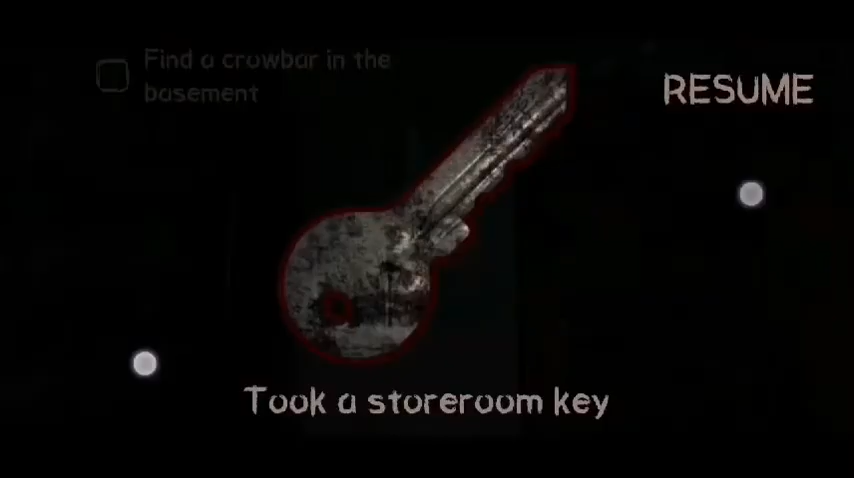 Find a crowbar in the
basement
RESUME
Took a storeroom key